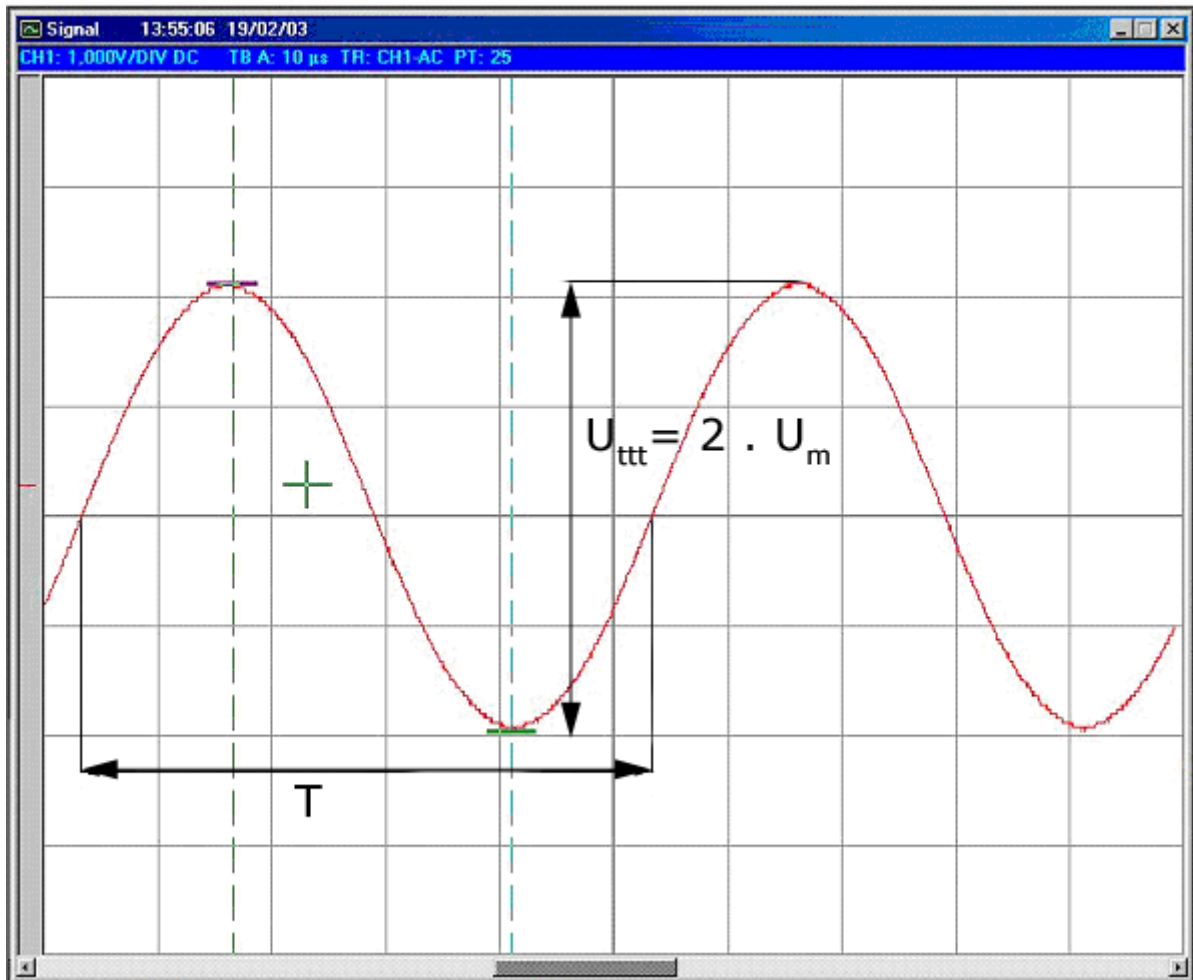 Signal 13:55:06 19/02/03
CH1: 1,000V/DIV DC TB A: 10 µs TR: CH1-AC PT: 25
Uttt= 2 . Um
T